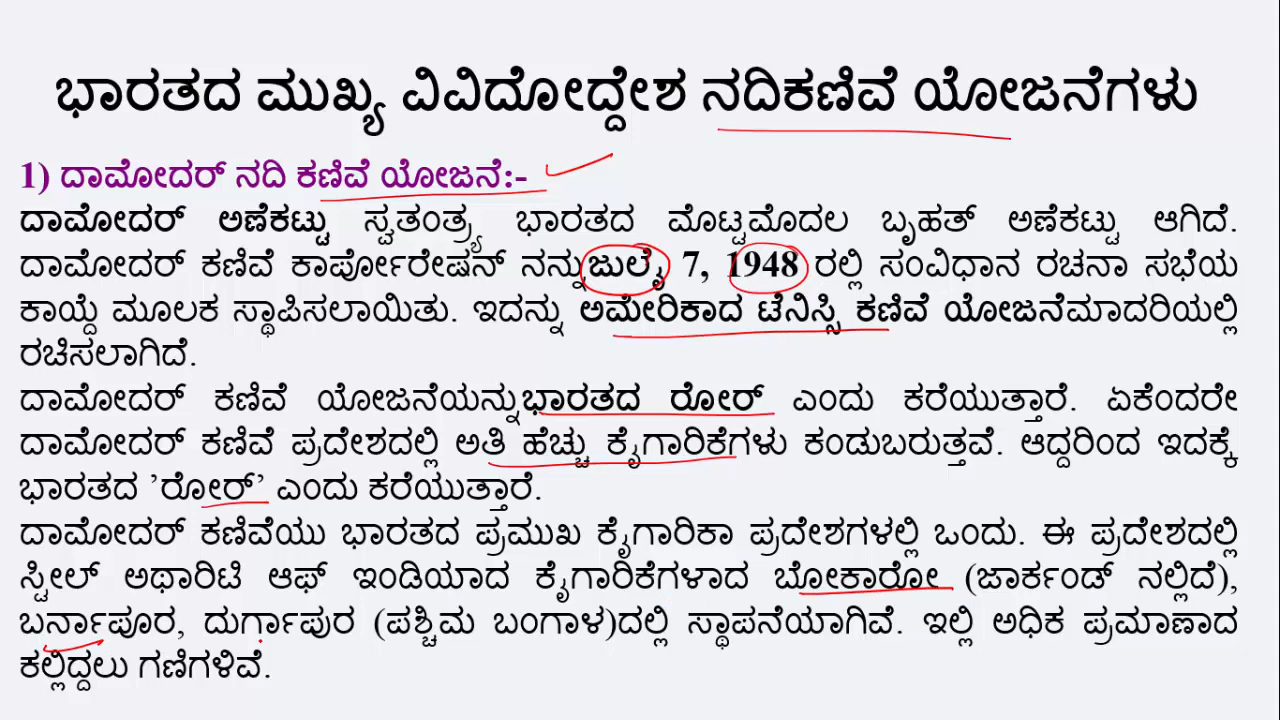 ಭಾರತದ ಮುಖ್ಯ ವಿವಿದೋದ್ದೇಶ ನದಿಕಣಿವೆ ಯೋಜನೆಗಳು
1) ದಾಮೋದರ್ ನದಿ ಕಣಿವೆ ಯೋಜನೆ:-
ದಾಮೋದರ್ ಅಣೆಕಟ್ಟು ಸ್ವತಂತ್ರ್ಯ ಭಾರತದ ಮೊಟ್ಟಮೊದಲ ಬೃಹತ್ ಅಣೆಕಟ್ಟು ಆಗಿದೆ.
ದಾಮೋದರ್ ಕಣಿವೆ ಕಾರ್ಪೋರೇಷನ್ ನನ್ನುಜುಲೈ 7, 1948 ರಲ್ಲಿ ಸಂವಿಧಾನ ರಚನಾ ಸಭೆಯ
ಕಾಯ್ದೆ ಮೂಲಕ ಸ್ಥಾಪಿಸಲಾಯಿತು. ಇದನ್ನು ಅಮೇರಿಕಾದ ಟೆನಿಸ್ಸಿ ಕಣಿವೆ ಯೋಜನೆಮಾದರಿಯಲ್ಲಿ
ರಚಿಸಲಾಗಿದೆ.
ದಾಮೋದರ್ ಕಣಿವೆ ಯೋಜನೆಯನ್ನುಭಾರತದ ರೋರ್ ಎಂದು ಕರೆಯುತ್ತಾರೆ. ಏಕೆಂದರೇ
ದಾಮೋದರ್ ಕಣಿವೆ ಪ್ರದೇಶದಲ್ಲಿ ಅತಿ ಹೆಚ್ಚು ಕೈಗಾರಿಕೆಗಳು ಕಂಡುಬರುತ್ತವೆ. ಆದ್ದರಿಂದ ಇದಕ್ಕೆ
ಭಾರತದ ’ರೋರ್’ ಎಂದು ಕರೆಯುತ್ತಾರೆ.
ದಾಮೋದರ್ ಕಣಿವೆಯು ಭಾರತದ ಪ್ರಮುಖ ಕೈಗಾರಿಕಾ ಪ್ರದೇಶಗಳಲ್ಲಿ ಒಂದು. ಈ ಪ್ರದೇಶದಲ್ಲಿ
ಸ್ಟೀಲ್ ಅಥಾರಿಟಿ ಆಫ್ ಇಂಡಿಯಾದ ಕೈಗಾರಿಕೆಗಳಾದ ಬೋಕಾರೋ (ಜಾರ್ಕಂಡ್ ನಲ್ಲಿದೆ),
ಬರ್ನಾಪೂರ, ದುರ್ಗಾಪುರ (ಪಶ್ಚಿಮ ಬಂಗಾಳ)ದಲ್ಲಿ ಸ್ಥಾಪನೆಯಾಗಿವೆ. ಇಲ್ಲಿ ಅಧಿಕ ಪ್ರಮಾಣಾದ
ಕಲ್ಲಿದ್ದಲು ಗಣಿಗಳಿವೆ.